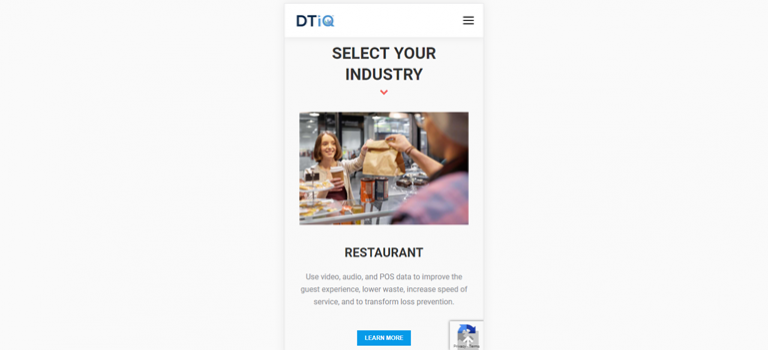 DTiQ
SELECT YOUR
INDUSTRY
RESTAURANT
Use video, audio, and POS data to improve the
guest experience, lower waste, increase speed of
service, and to transform loss prevention.
LEARN MORE